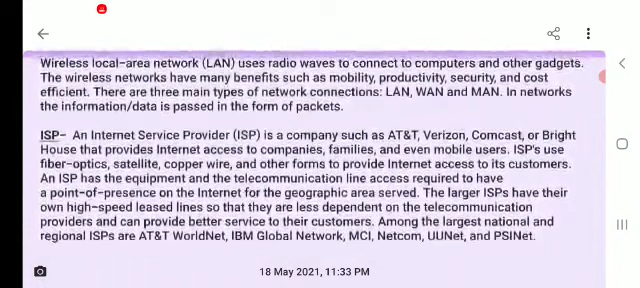 Wireless local-area network (LAN) uses radio waves to connect to computers and other gadgets.
The wireless networks have many benefits such as mobility, productivity, security, and cost
efficient. There are three main types of network connections: LAN, WAN and MAN. In networks
the information/data is passed in the form of packets.
ISP- An Internet Service Provider (ISP) is a company such as AT&T, Verizon, Comcast, or Bright
House that provides Internet access to companies, families, and even mobile users. ISP's use
fiber-optics, satellite, copper wire, and other forms to provide Internet access to its customers.
An ISP has the equipment and the telecommunication line access required to have
a point-of-presence on the Internet for the geographic area served. The larger ISPs have their
own high-speed leased lines so that they are less dependent on the telecommunication
providers and can provide better service to their customers. Among the largest national and
regional ISPs are AT&T WorldNet, IBM Global Network, MCI, Netcom, UUNet, and PSINet.
18 May 2021, 11:33 PM